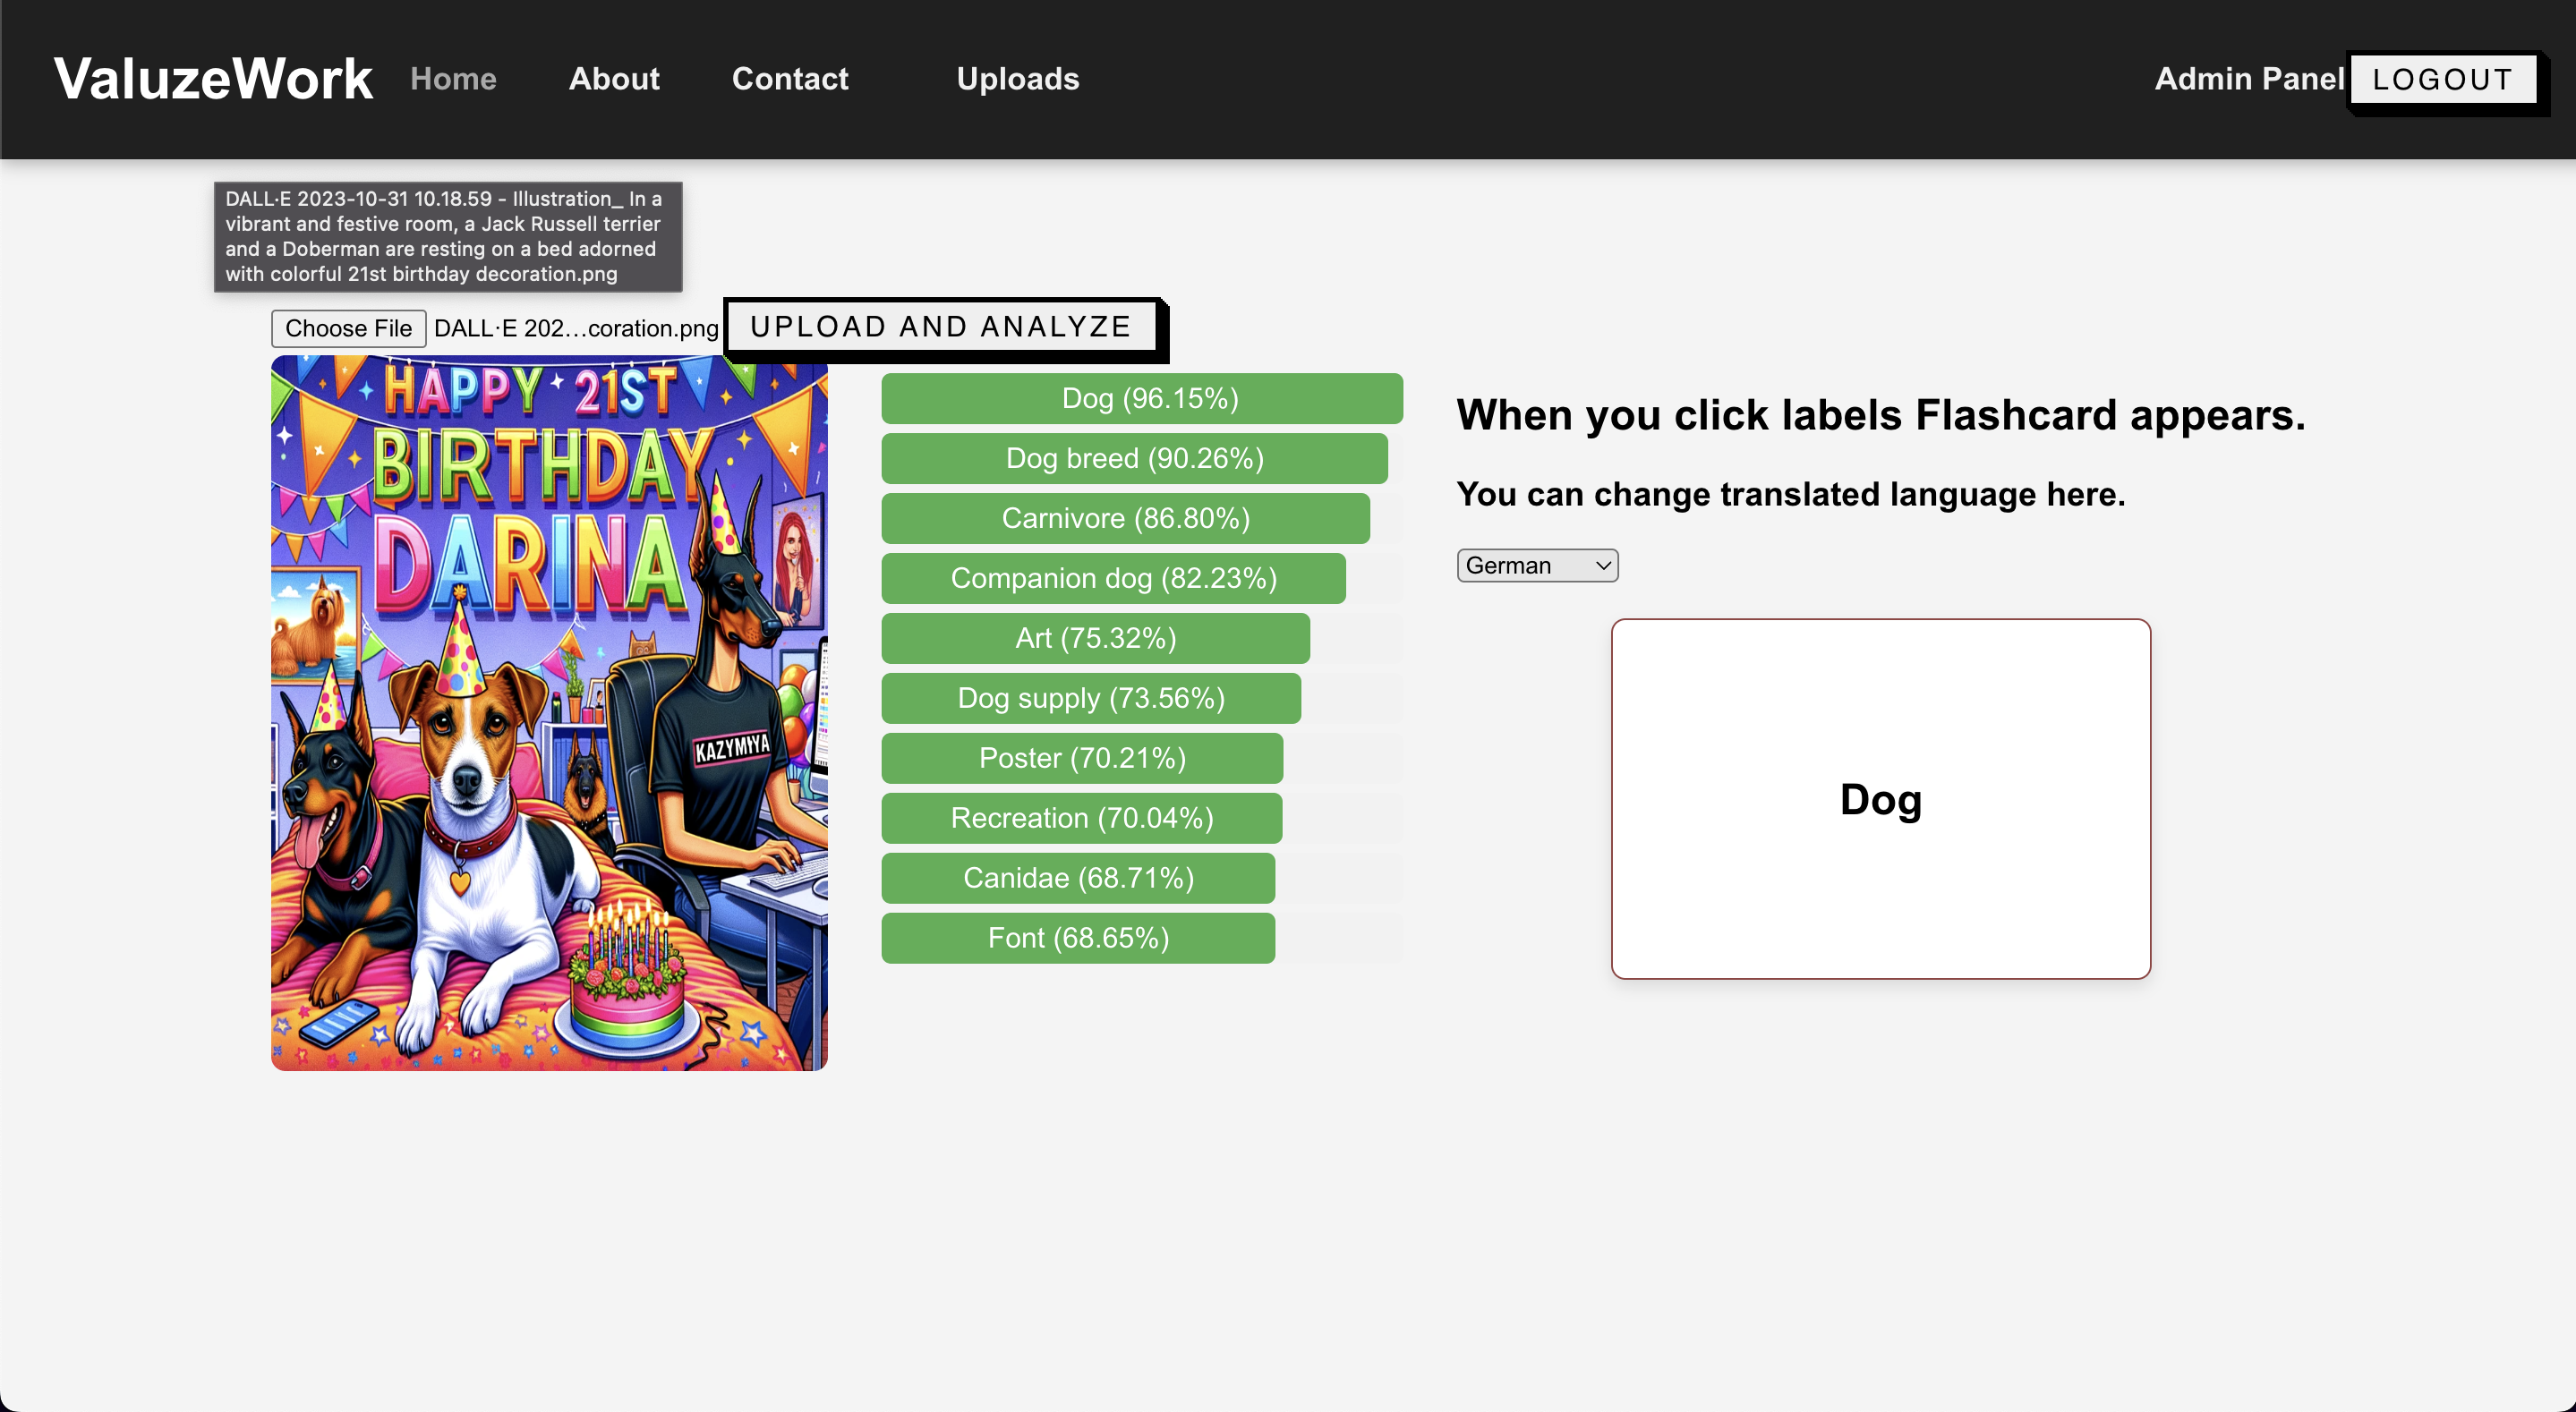 ValuzeWork Home About Contact Uploads Admin Panel LOGOUT
DALL·E 2023-10-31 10.18.59 - Illustration_ In a
vibrant and festive room, a Jack Russell terrier
and a Doberman are resting on a bed adorned
with colorful 21st birthday decoration.png
Choose File DALL·E 202…coration.png UPLOAD AND ANALYZE
HAPPY 21ST
BIRTHDAY
DARINA
KAZYMIYA
Dog (96.15%)
Dog breed (90.26%)
Carnivore (86.80%)
Companion dog (82.23%)
Art (75.32%)
Dog supply (73.56%)
Poster (70.21%)
Recreation (70.04%)
Canidae (68.71%)
Font (68.65%)
When you click labels Flashcard appears.
You can change translated language here.
German
Dog